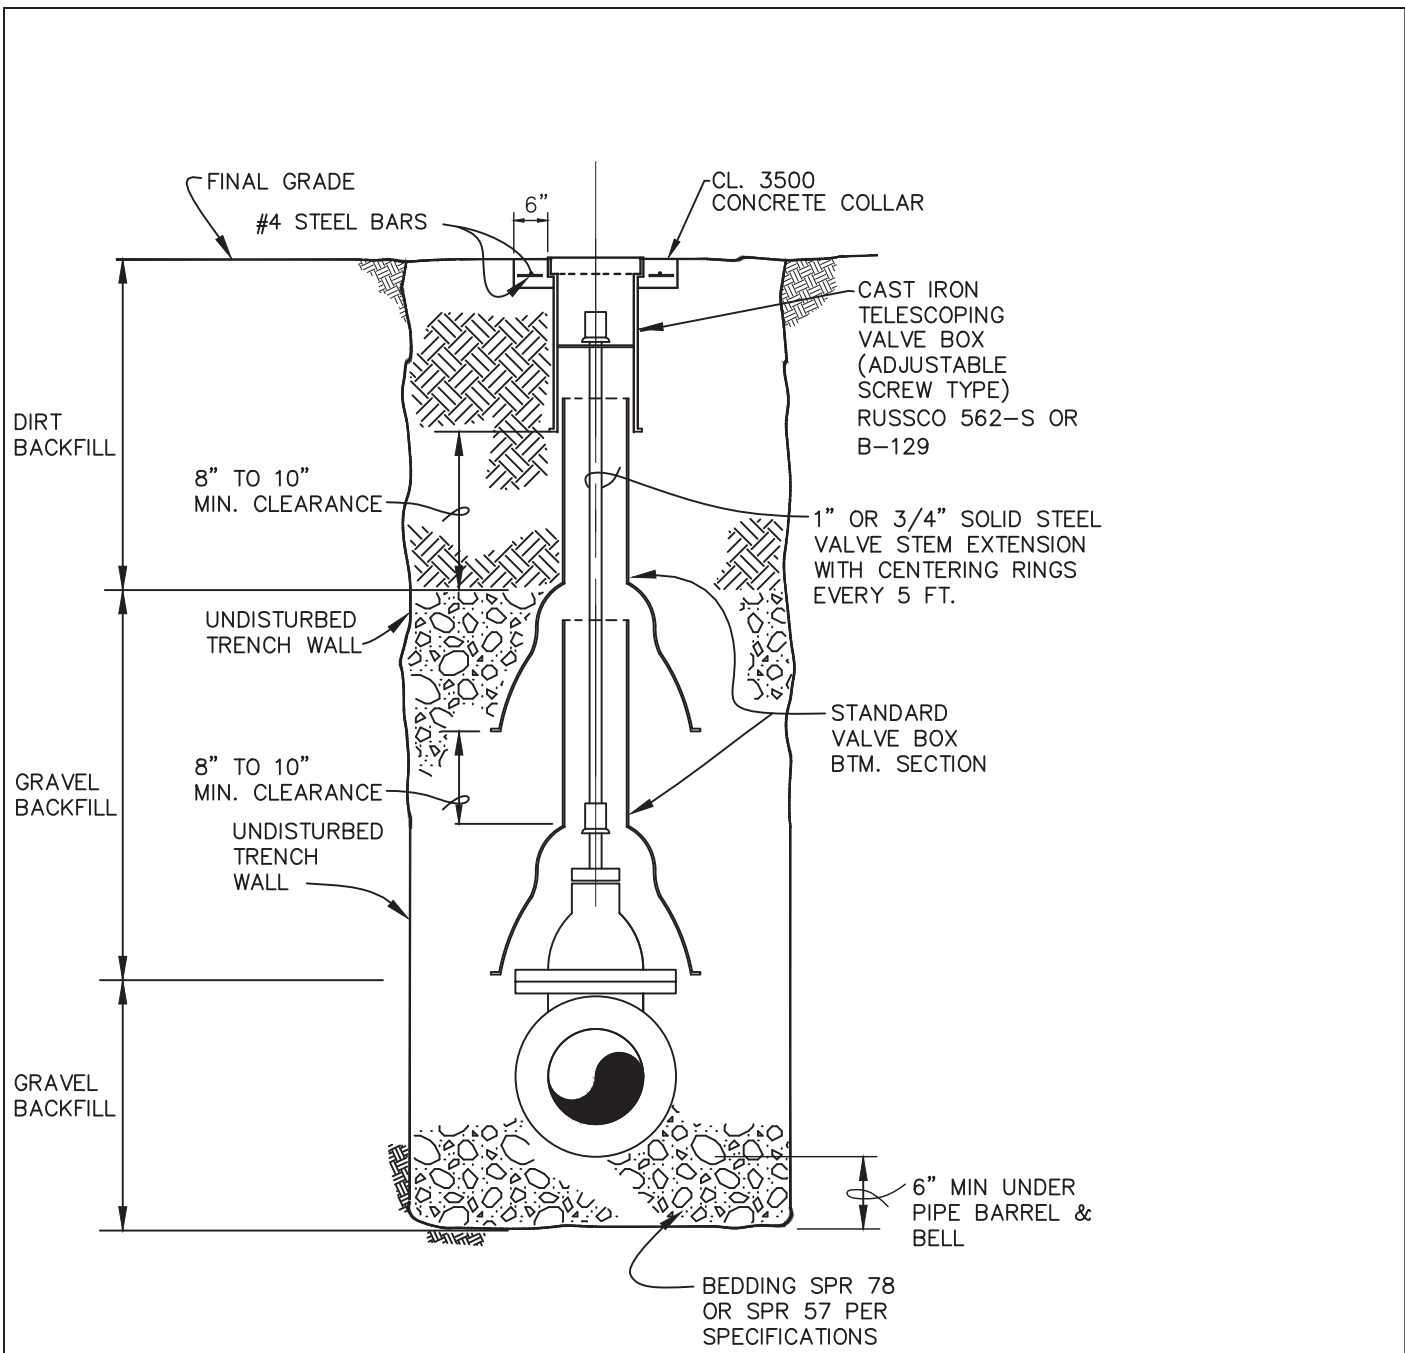 FINAL GRADE
#4 STEEL BARS
6”
CL. 3500
CONCRETE COLLAR
CAST IRON
TELESCOPING
VALVE BOX
(ADJUSTABLE
SCREW TYPE)
RUSSCO 562-S OR
B-129
DIRT
BACKFILL
8” TO 10”
MIN. CLEARANCE
1” OR 3/4” SOLID STEEL
VALVE STEM EXTENSION
WITH CENTERING RINGS
EVERY 5 FT.
UNDISTURBED
TRENCH WALL
STANDARD
VALVE BOX
BTM. SECTION
8” TO 10”
MIN. CLEARANCE
GRAVEL
BACKFILL
UNDISTURBED
TRENCH
WALL
GRAVEL
BACKFILL
6” MIN UNDER
PIPE BARREL &
BELL
BEDDING SPR 78
OR SPR 57 PER
SPECIFICATIONS